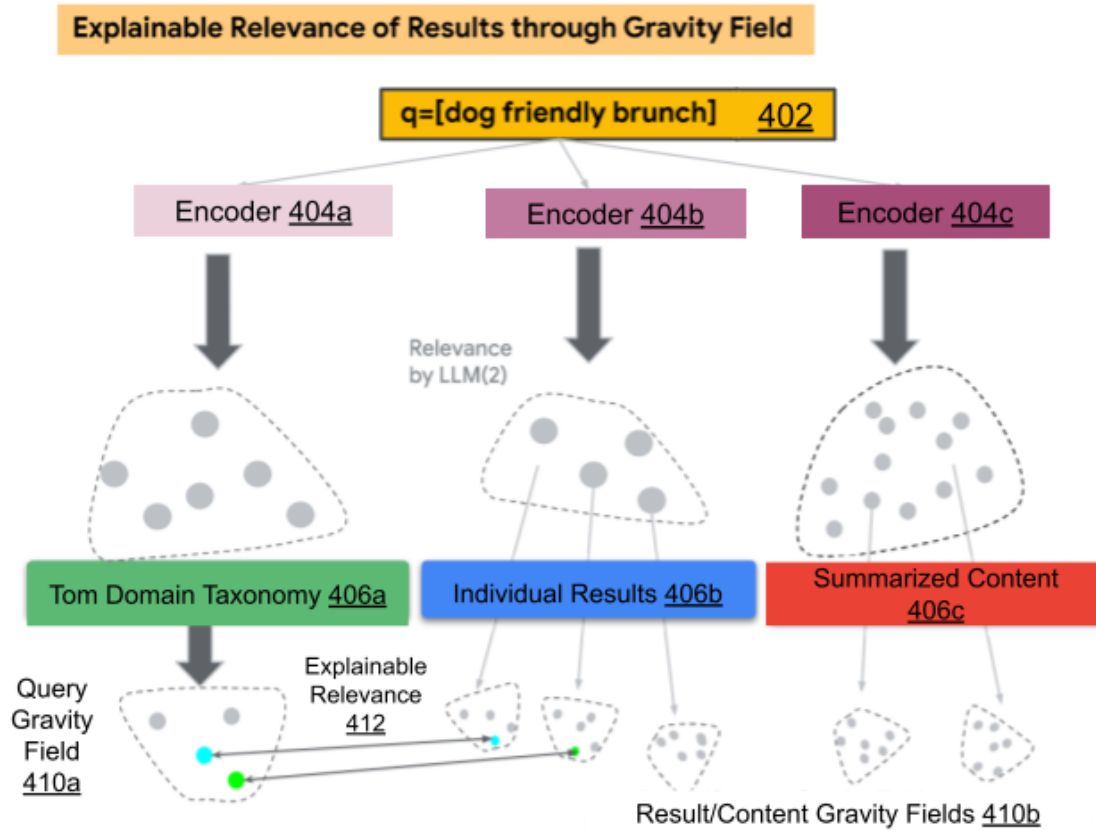 Explainable Relevance of Results through Gravity Field
q=[dog friendly brunch] 402
Encoder 404a
Encoder 404b
Encoder 404c
Relevance
by LLM(2)
Tom Domain Taxonomy 406a
Individual Results 406b
Summarized Content
406c
Query
Gravity
Field
410a
Explainable
Relevance
412
Result/Content Gravity Fields 410b